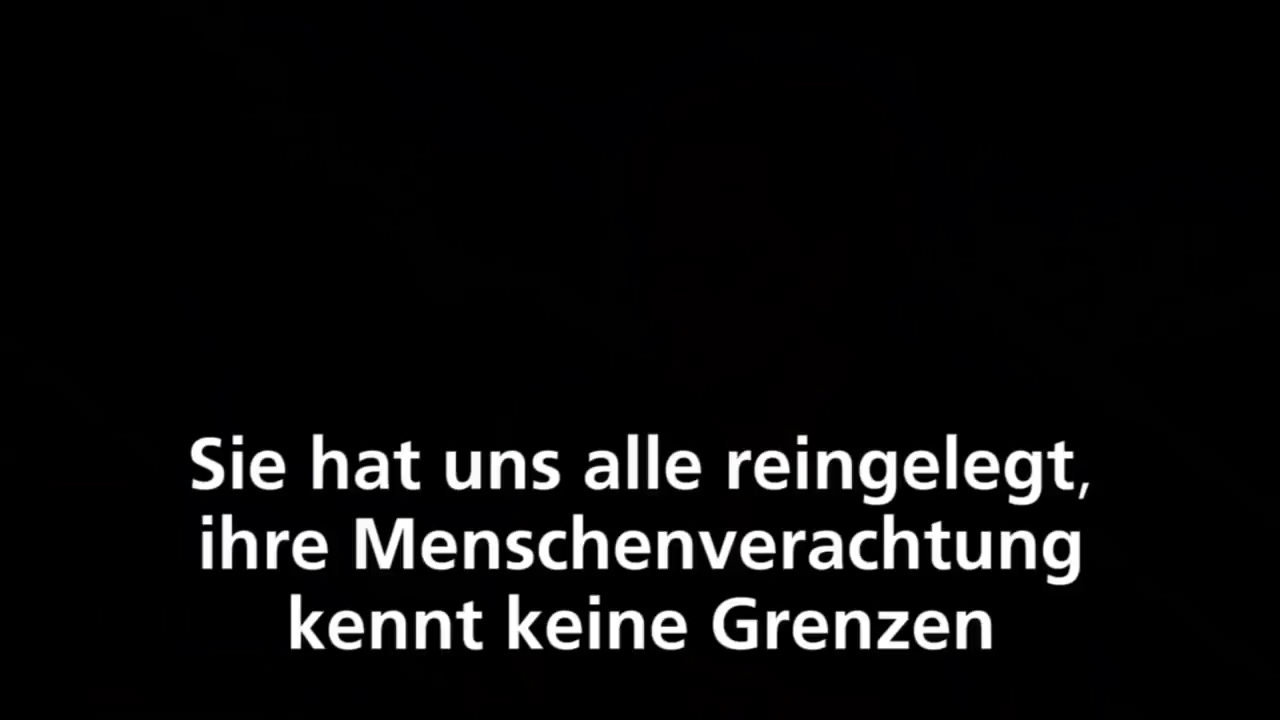 Sie hat uns alle reingelegt,
ihre Menschenverachtung
kennt keine Grenzen